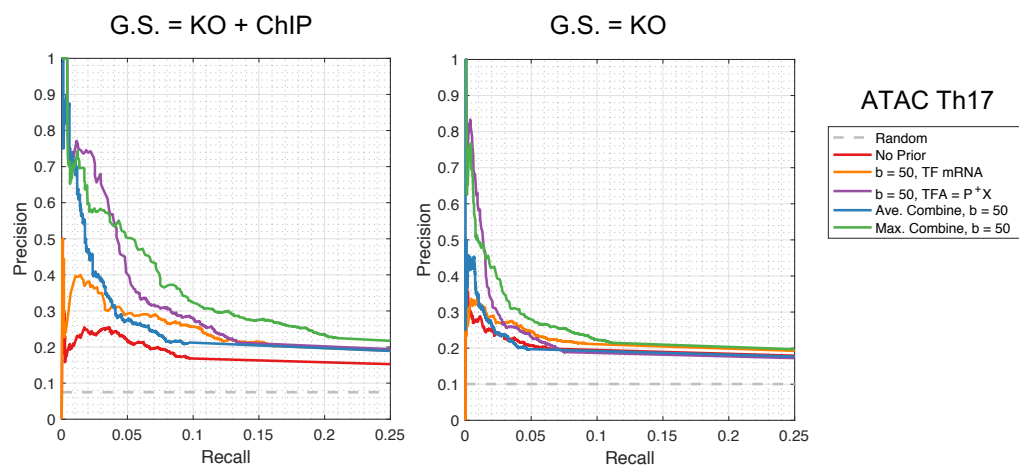 G.S. = KO + ChIP
G.S. = KO
1
0.9
0.8
0.7
0.6
0.5
0.4
0.3
0.2
0.1
0
Precision
0
0.05
0.1
0.15
0.2
0.25
Recall
1
0.9
0.8
0.7
0.6
0.5
0.4
0.3
0.2
0.1
0
Precision
0
0.05
0.1
0.15
0.2
0.25
Recall
ATAC Th17
Random
No Prior
b = 50, TF mRNA
b = 50, TFA = P⁺X
Ave. Combine, b = 50
Max. Combine, b = 50